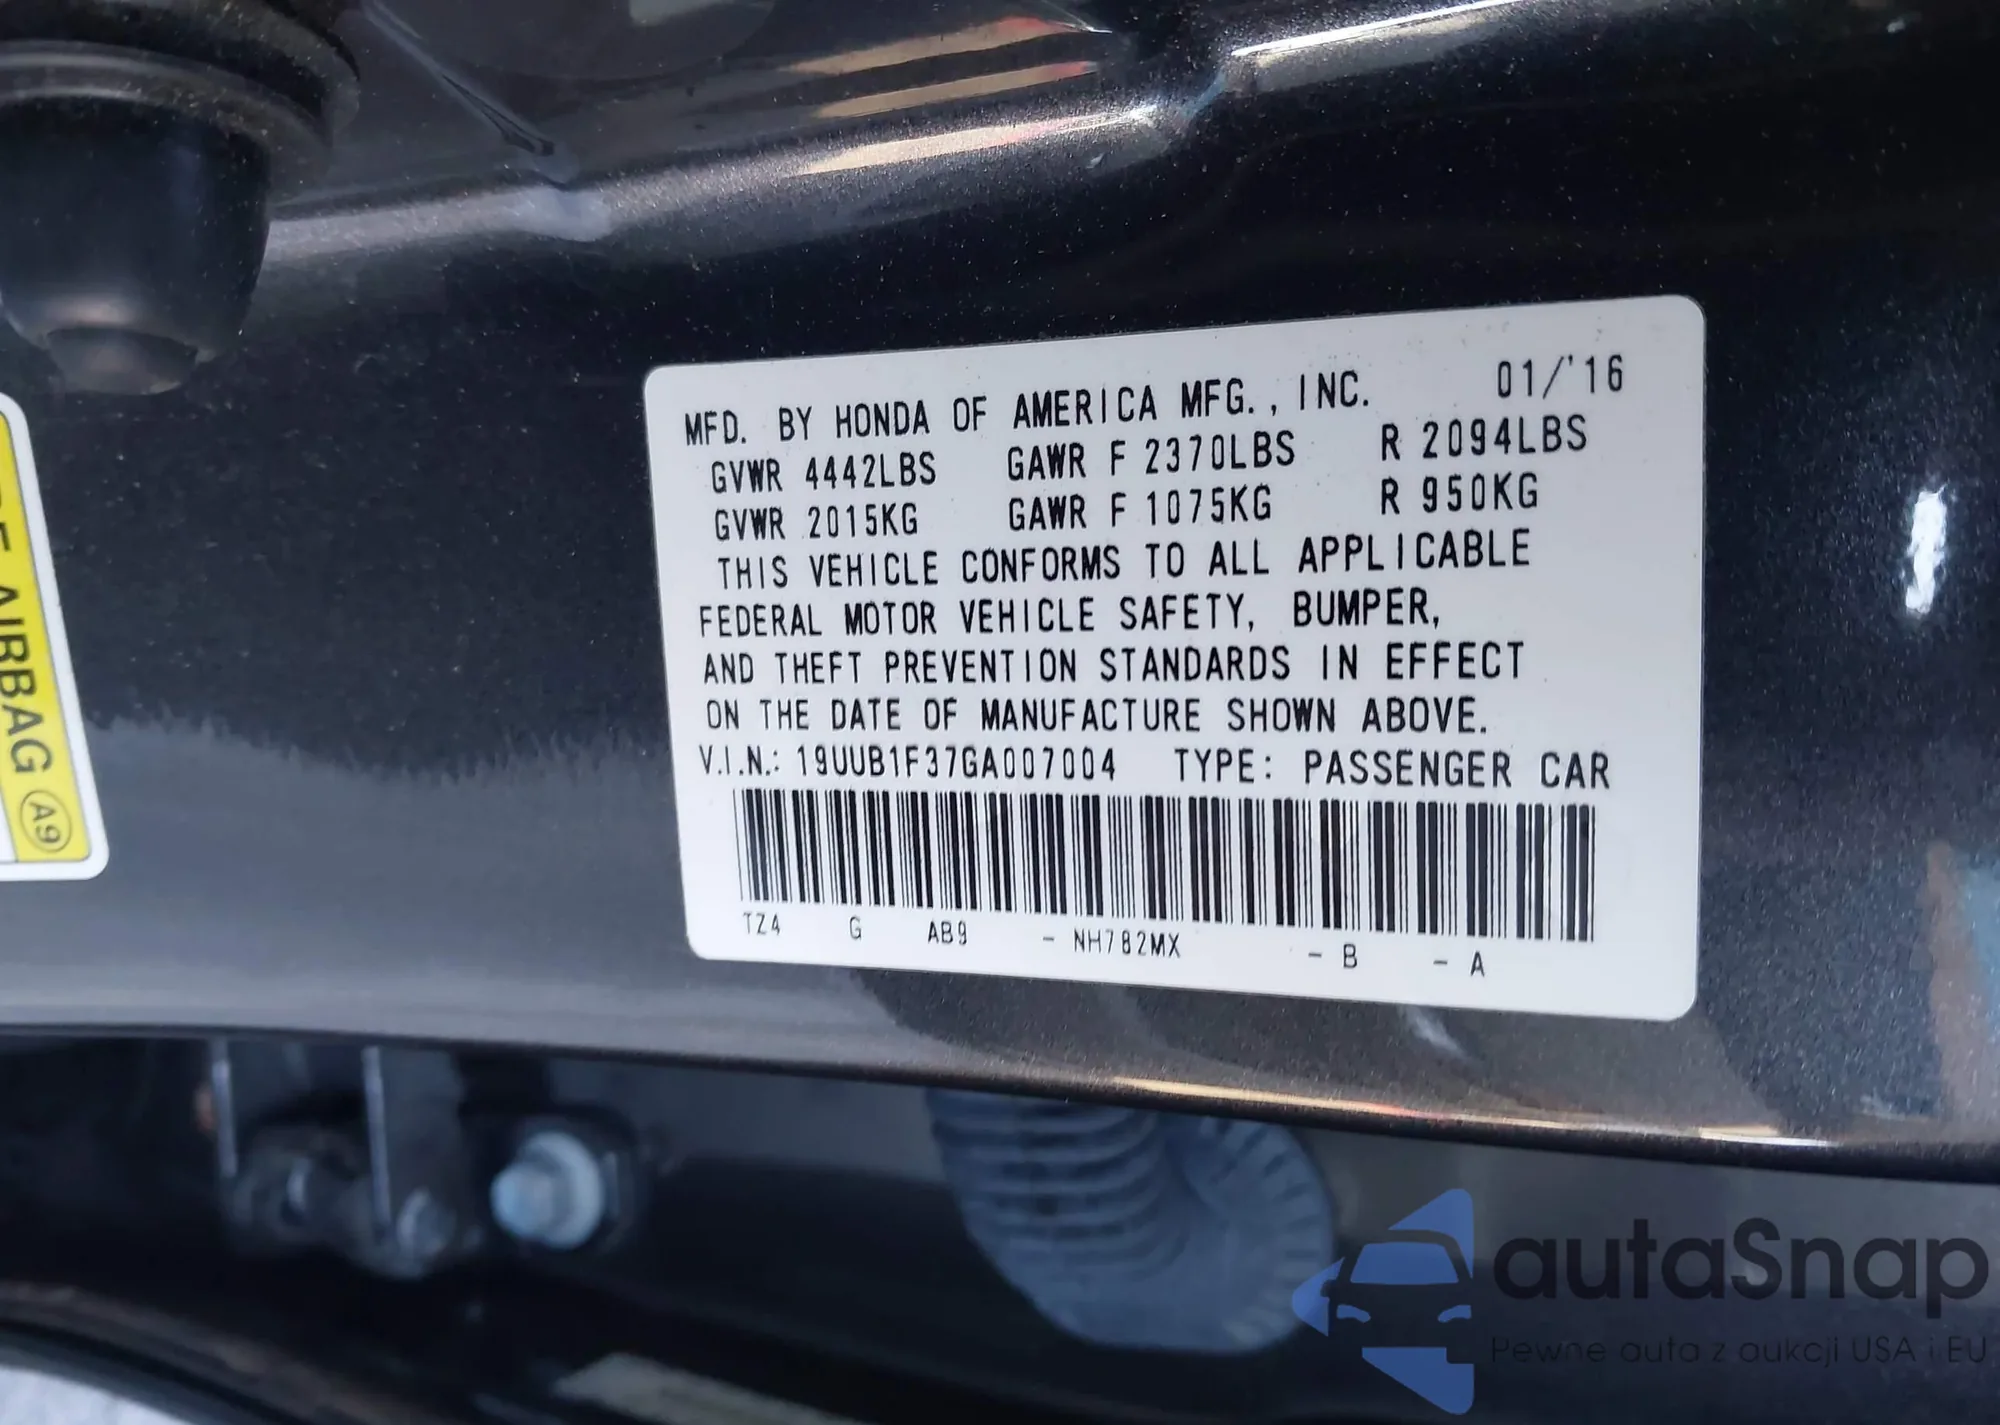 MFD. BY HONDA OF AMERICA MFG., INC. 01/'16
GVWR 4442LBS GAWR F 2370LBS R 2094LBS
GVWR 2015KG GAWR F 1075KG R 950KG
THIS VEHICLE CONFORMS TO ALL APPLICABLE
FEDERAL MOTOR VEHICLE SAFETY, BUMPER,
AND THEFT PREVENTION STANDARDS IN EFFECT
ON THE DATE OF MANUFACTURE SHOWN ABOVE.
V.I.N.: 19UUB1F37GA007004 TYPE: PASSENGER CAR
TZ4 G AB9 - NH782MX - B - A
AIRBAG
A9
autaSnap
Pewne auta z aukcji USA i EU